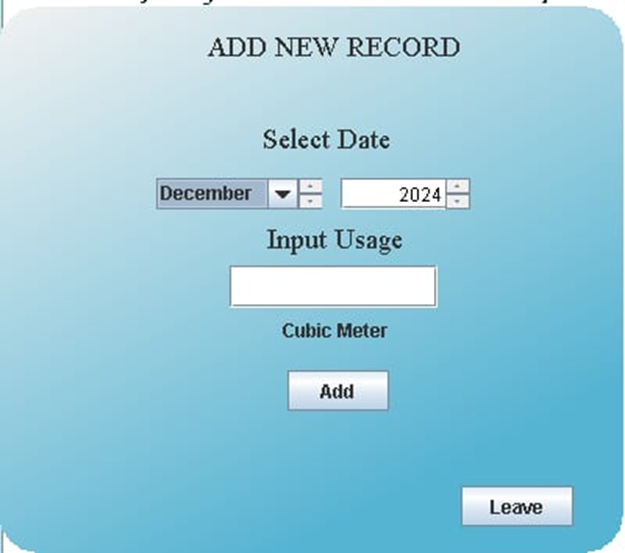 ADD NEW RECORD
Select Date
December 2024
Input Usage
Cubic Meter
Add
Leave